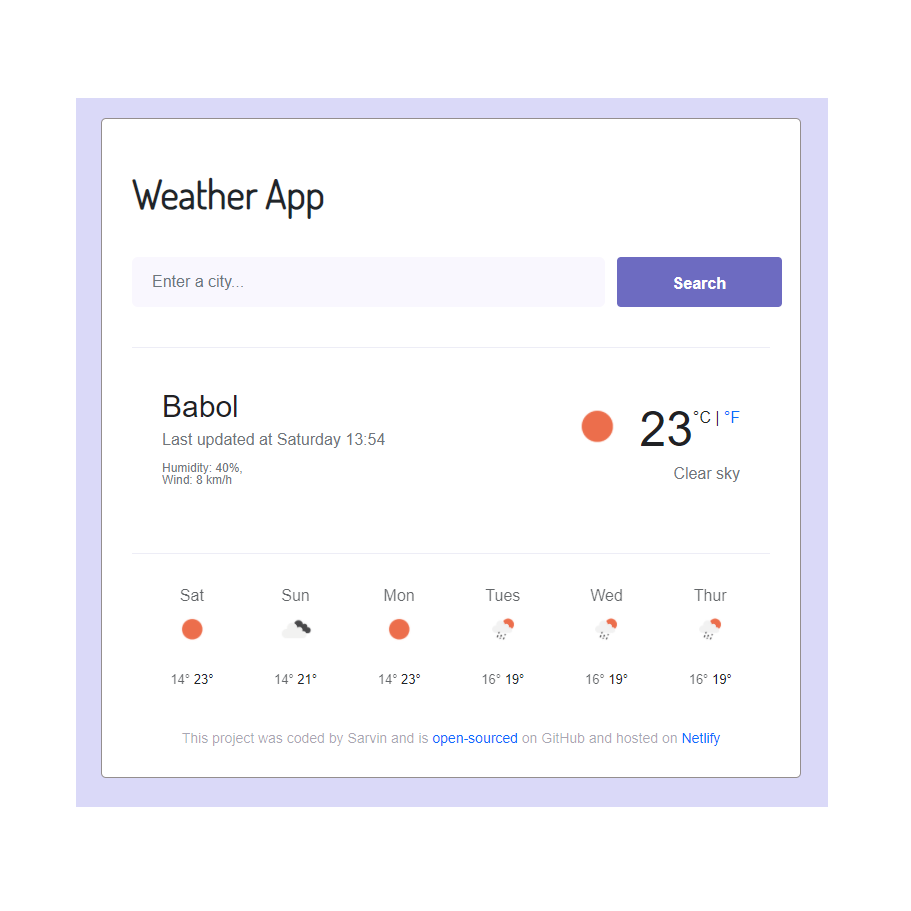 Weather App
Enter a city...
Search
Babol
Last updated at Saturday 13:54
Humidity: 40%,
Wind: 8 km/h
23°C | °F
Clear sky
Sat Sun Mon Tues Wed Thur
14° 23° 14° 21° 14° 23° 16° 19° 16° 19° 16° 19°
This project was coded by Sarvin and is open-sourced on GitHub and hosted on Netlify